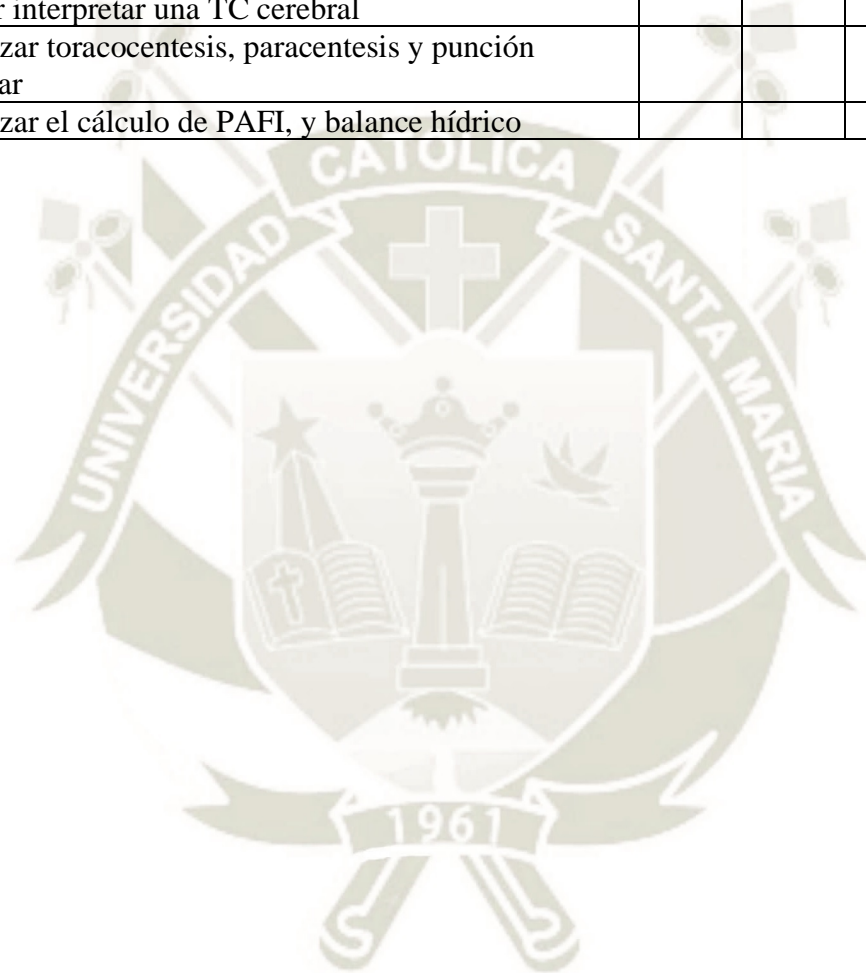 r interpretar una TC cerebral
zar toracocentesis, paracentesis y punción
ar
zar el cálculo de PAFI, y balance hídrico
UNIVERSIDAD CATOLICA SANTA MARIA
1961